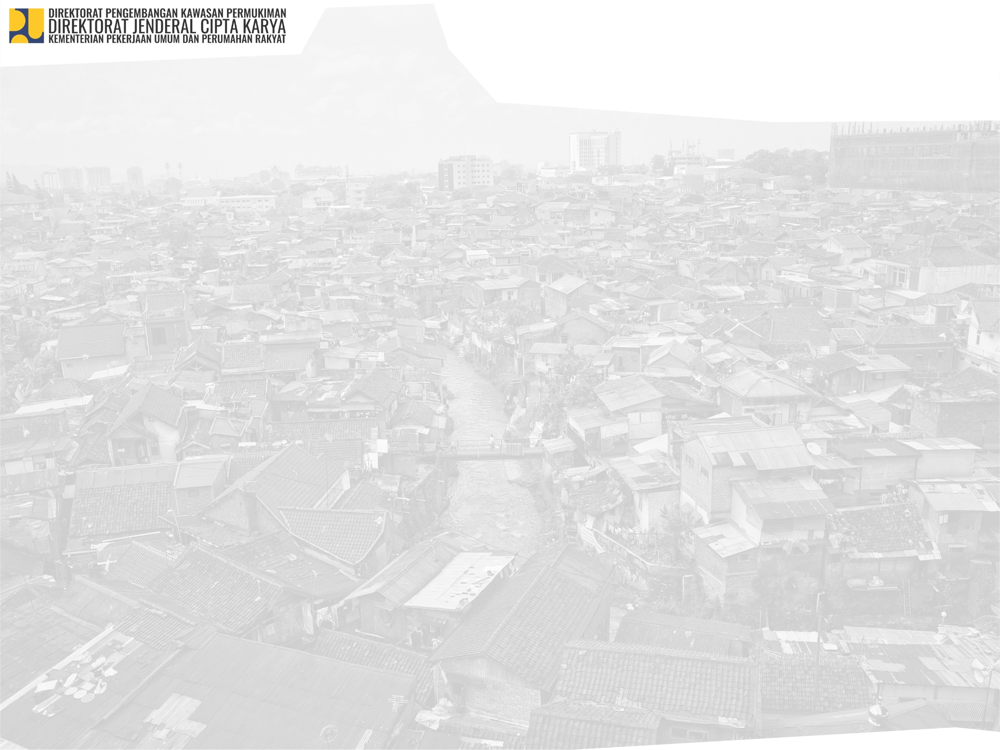 DIREKTORAT PENGEMBANGAN KAWASAN PERMUKIMAN
DIREKTORAT JENDERAL CIPTA KARYA
KEMENTERIAN PEKERJAAN UMUM DAN PERUMAHAN RAKYAT